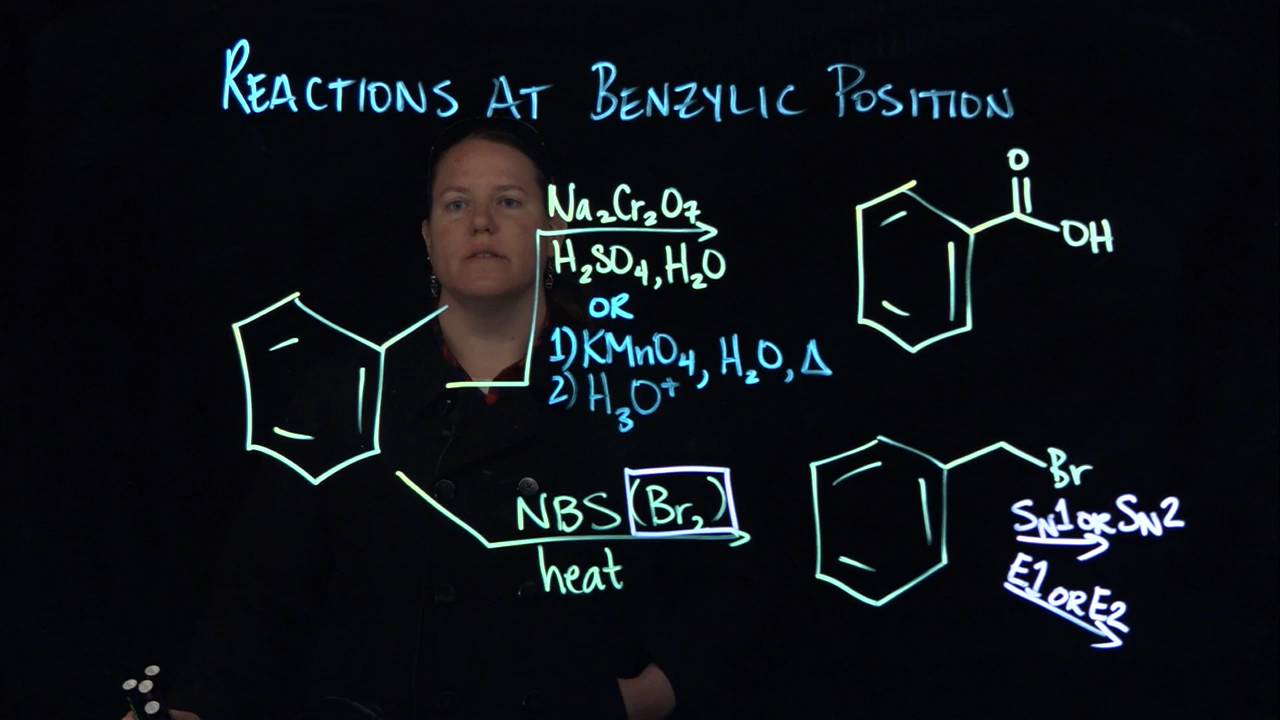 REACTIONS AT BENZYLIC POSITION
Na₂Cr₂O₇
H₂SO₄, H₂O
OR
1) KMnO₄, H₂O, Δ
2) H₃O⁺
O
OH
NBS (Br₂)
heat
Br
SN1 OR SN2
E1 OR E2